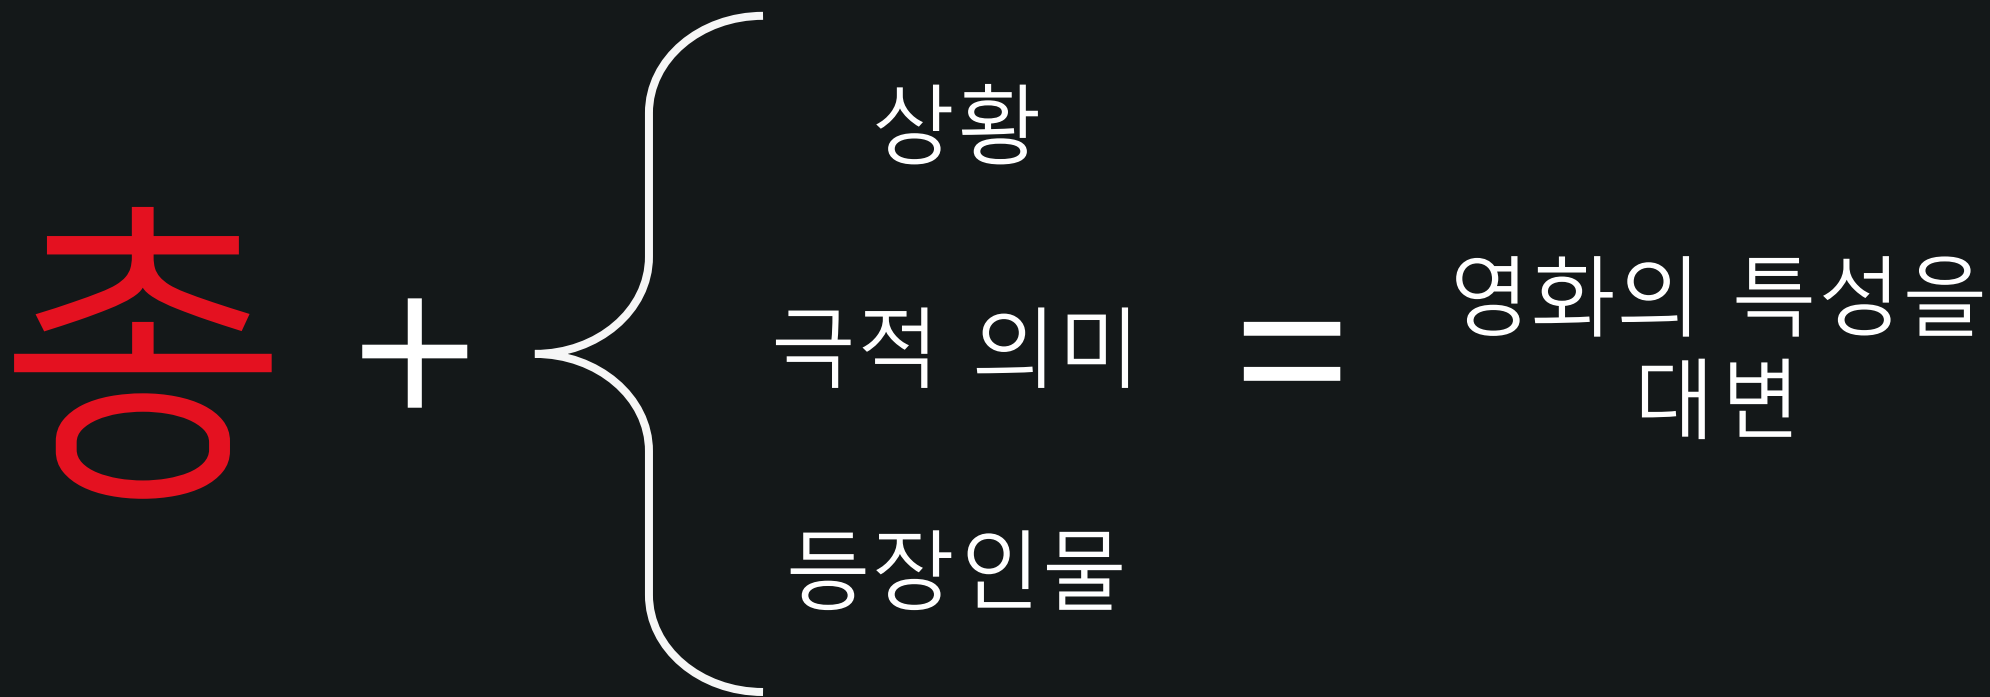 총
+
상황
극적 의미
등장인물
=
영화의 특성을
대변